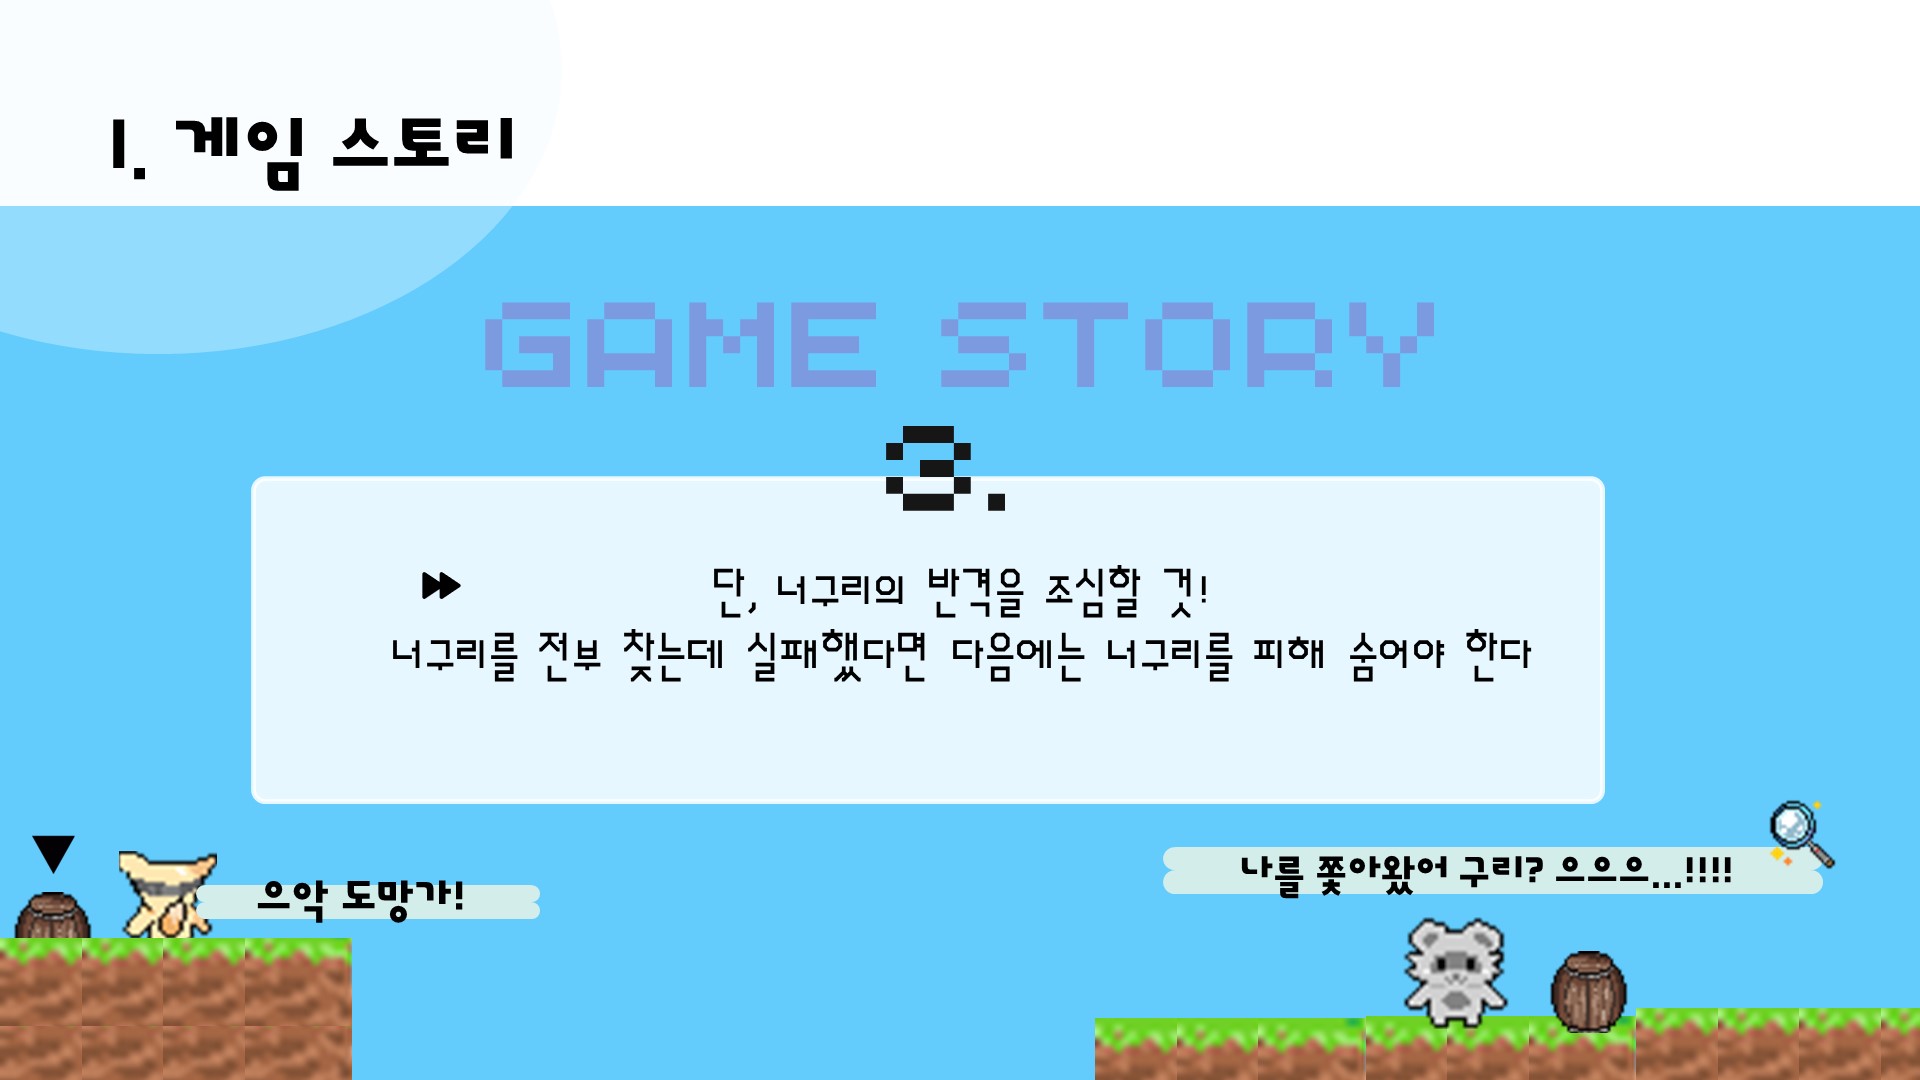 1. 게임 스토리
GAME STORY
3.
단, 너구리의 반격을 조심할 것!
너구리를 전부 찾는데 실패했다면 다음에는 너구리를 피해 숨어야 한다
으악 도망가!
나를 쫓아왔어 구리? 으으으...!!!!